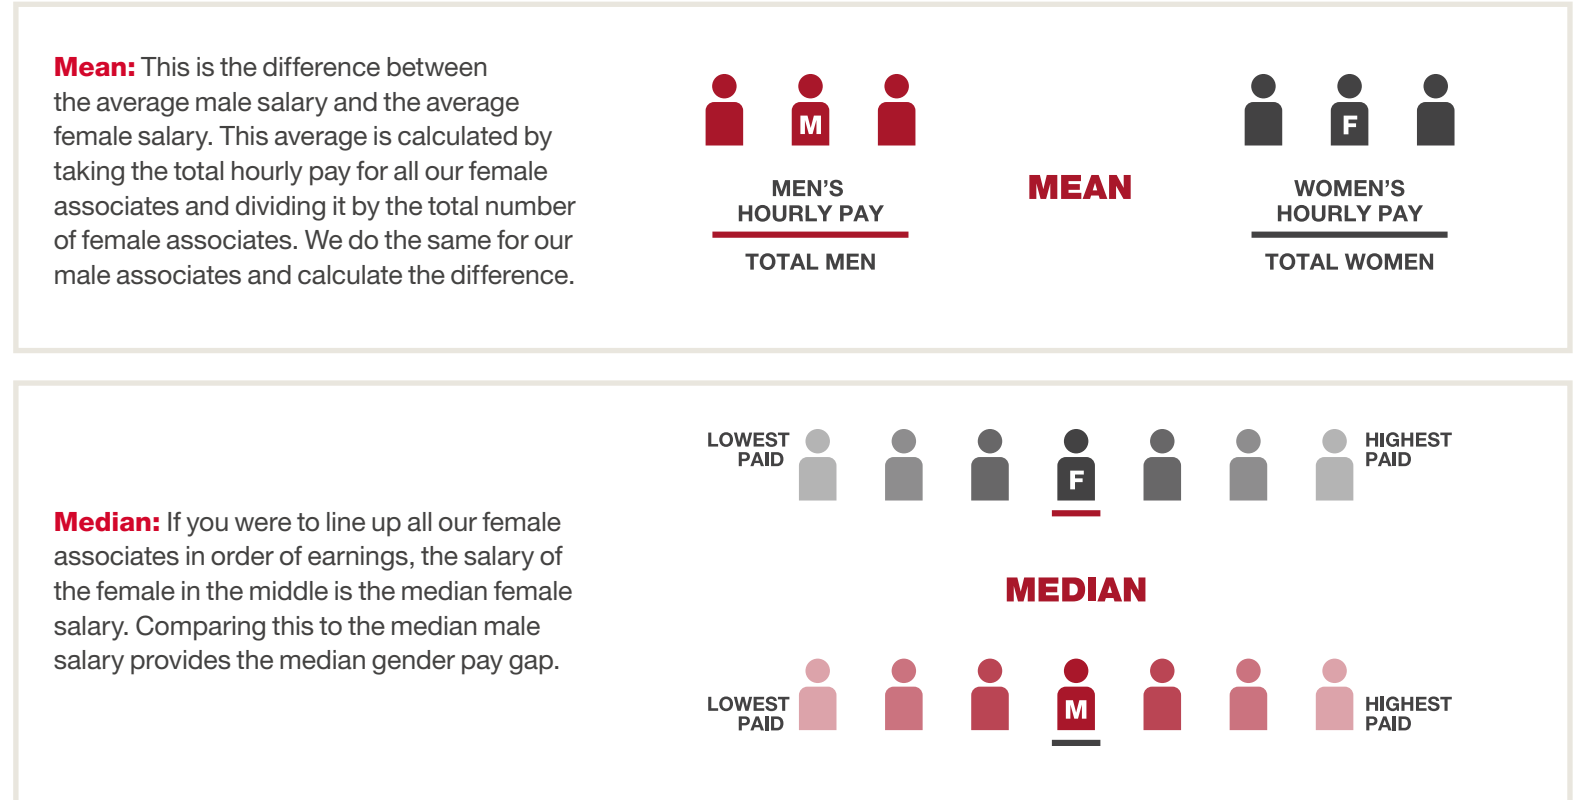 Mean: This is the difference between
the average male salary and the average
female salary. This average is calculated by
taking the total hourly pay for all our female
associates and dividing it by the total number
of female associates. We do the same for our
male associates and calculate the difference.
M
MEN'S
HOURLY PAY
TOTAL MEN
MEAN
F
WOMEN'S
HOURLY PAY
TOTAL WOMEN
Median: If you were to line up all our female
associates in order of earnings, the salary of
the female in the middle is the median female
salary. Comparing this to the median male
salary provides the median gender pay gap.
LOWEST
PAID
F
HIGHEST
PAID
MEDIAN
LOWEST
PAID
M
HIGHEST
PAID